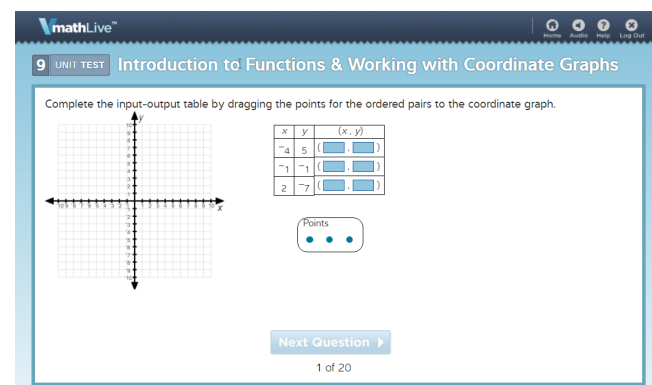 VmathLive™
Home Audio Help Log Out
9 UNIT TEST Introduction to Functions & Working with Coordinate Graphs
Complete the input-output table by dragging the points for the ordered pairs to the coordinate graph.
y
x
x y (x, y)
⁻4 5 ( , )
⁻1 ⁻1 ( , )
2 ⁻7 ( , )
Points
Next Question
1 of 20